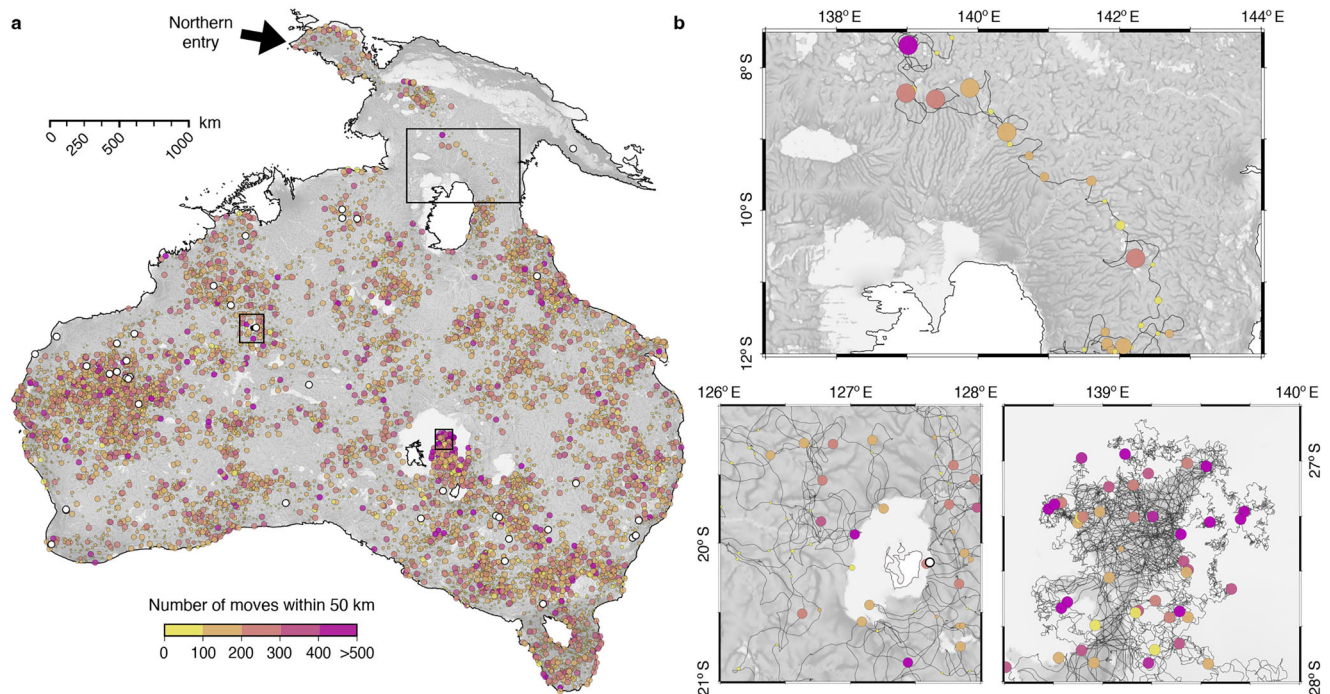 a
Northern
entry
km
0
250
500
1000
Number of moves within 50 km
0 100 200 300 400 >500
b
138° E 140° E 142° E 144° E
8°S
10°S
12°S
126° E 127° E 128° E
20°S
21°S
139° E 140° E
27°S
28°S